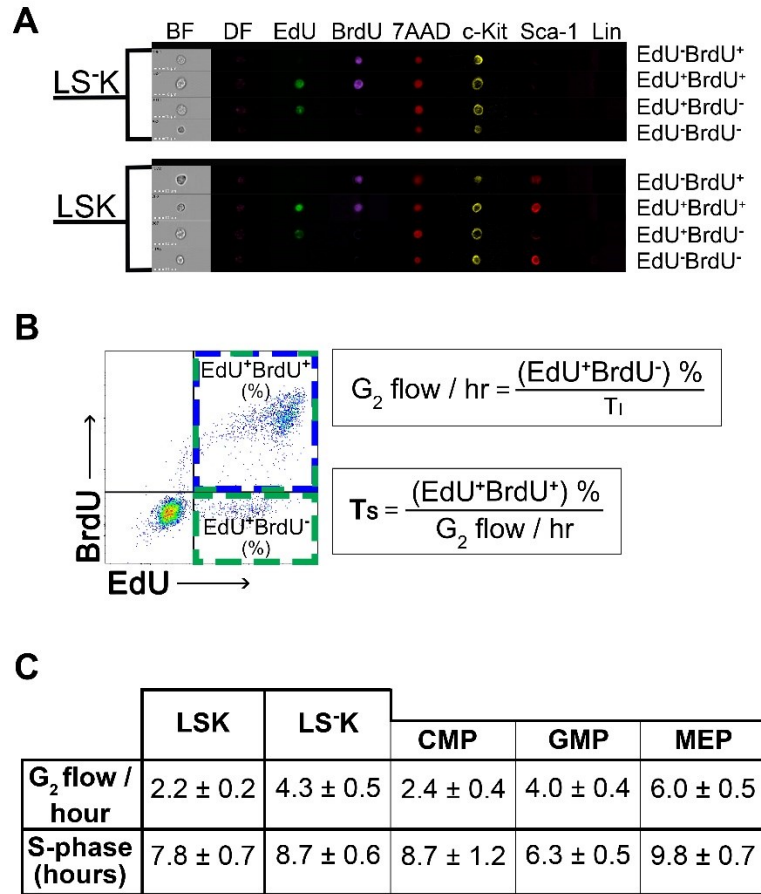 A
BF DF EdU BrdU 7AAD c-Kit Sca-1 Lin
LS⁻K
EdU⁻BrdU⁺
EdU⁺BrdU⁺
EdU⁺BrdU⁻
EdU⁻BrdU⁻
LSK
EdU⁻BrdU⁺
EdU⁺BrdU⁺
EdU⁺BrdU⁻
EdU⁻BrdU⁻
B
EdU⁺BrdU⁺
(%)
EdU⁺BrdU⁻
(%)
BrdU
EdU
G₂ flow / hr = (EdU⁺BrdU⁻) %
Tı
Ts = (EdU⁺BrdU⁺) %
G₂ flow / hr
C
LSK LS⁻K CMP GMP MEP
G₂ flow /
hour
2.2 ± 0.2 4.3 ± 0.5 2.4 ± 0.4 4.0 ± 0.4 6.0 ± 0.5
S-phase
(hours)
7.8 ± 0.7 8.7 ± 0.6 8.7 ± 1.2 6.3 ± 0.5 9.8 ± 0.7